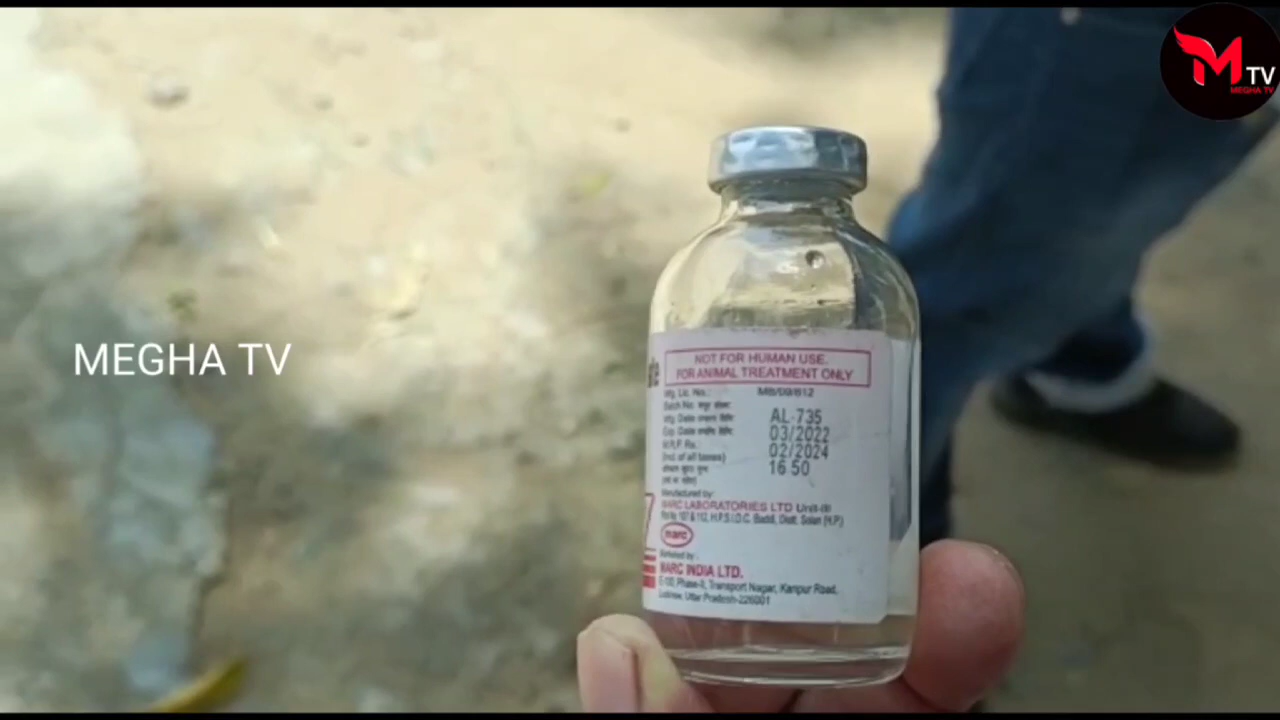 M TV
MEGHA TV
MEGHA TV
NOT FOR HUMAN USE.
FOR ANIMAL TREATMENT ONLY
Mfg. Lic. No.: MB/09/812
Batch No. AL-735
Mfg. Date 03/2022
Exp. Date 02/2024
M.R.P. Rs.: 16 50
(Incl. of all taxes)
Manufactured by:
MARC LABORATORIES LTD Unit-III
H.P.S.I.D.C. Baddi, Distt. Solan (H.P.)
marc
Marketed by:
MARC INDIA LTD.
Phase-II, Transport Nagar, Kanpur Road,
Lucknow, Uttar Pradesh-226001